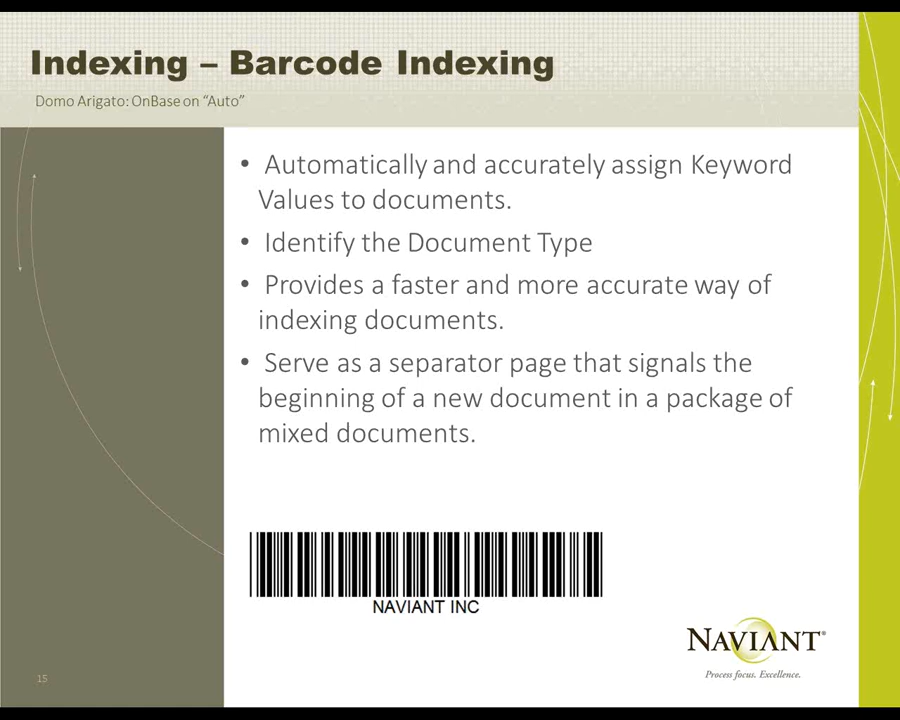 Indexing – Barcode Indexing
Domo Arigato: OnBase on “Auto”
• Automatically and accurately assign Keyword
Values to documents.
• Identify the Document Type
• Provides a faster and more accurate way of
indexing documents.
• Serve as a separator page that signals the
beginning of a new document in a package of
mixed documents.
NAVIANT INC
NAVIANT®
Process focus. Excellence.
15